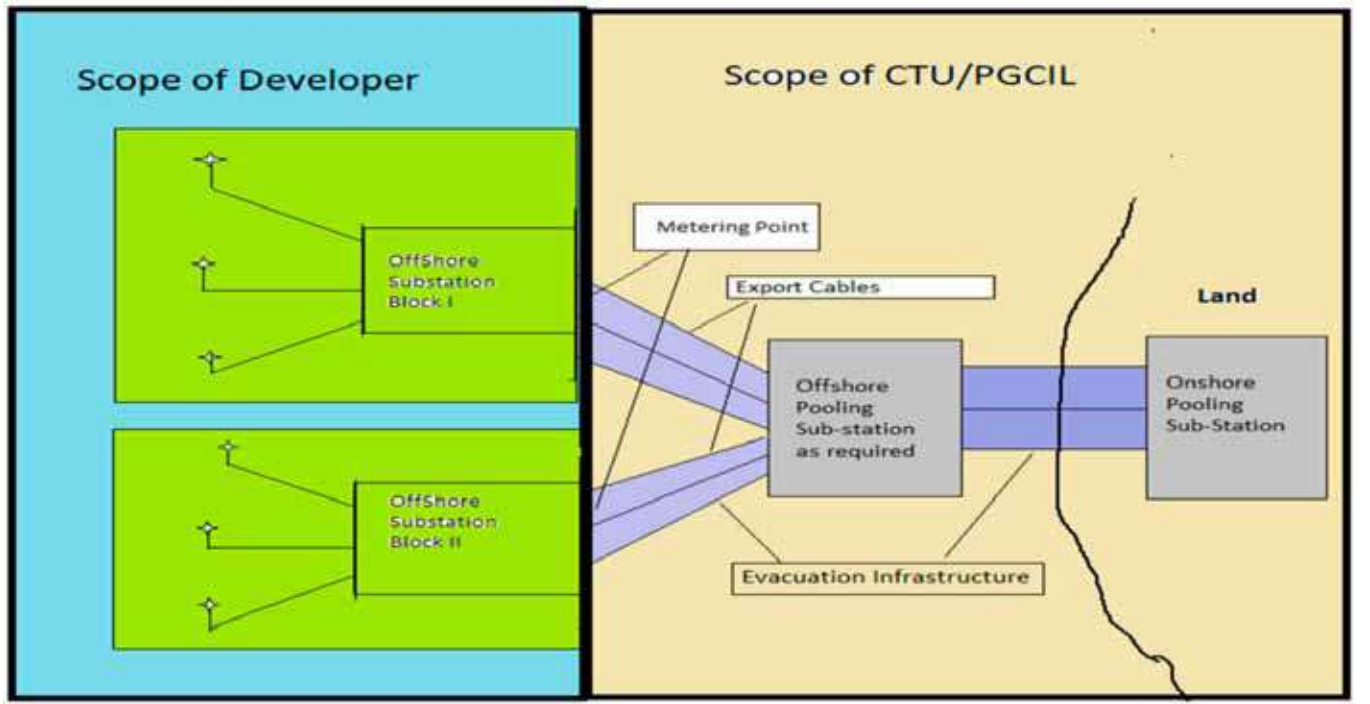 Scope of Developer
Scope of CTU/PGCIL
OffShore
Substation
Block I
Metering Point
Export Cables
Land
Offshore
Pooling
Sub-station
as required
Onshore
Pooling
Sub-Station
OffShore
Substation
Block II
Evacuation Infrastructure